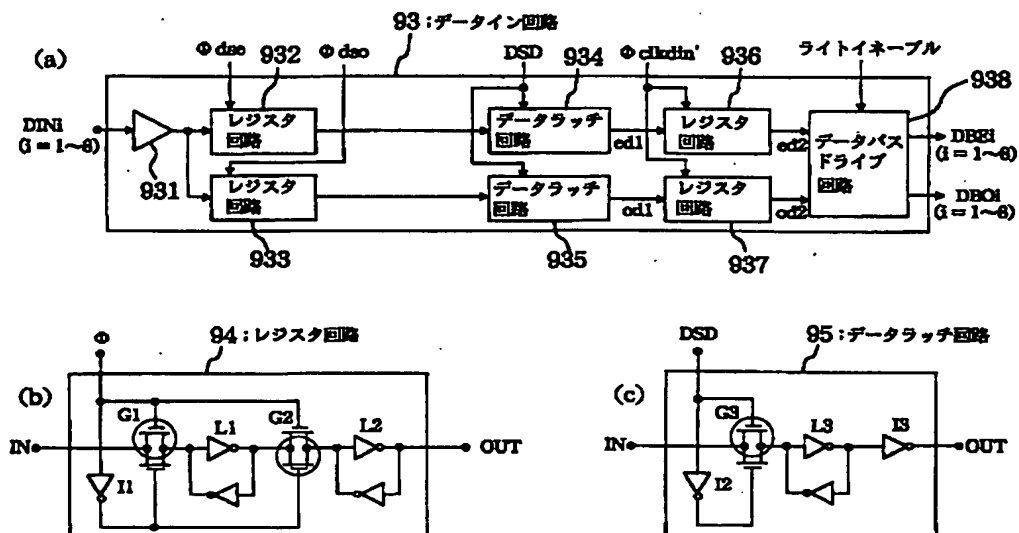 93:データイン回路
(a)
Φdse
932
Φdso
DSD
934
Φclkdin'
936
ライトイネーブル
938
DINi
(i=1~8)
931
レジスタ
回路
データラッチ
回路
ed1
レジスタ
回路
ed2
データバス
ドライブ
回路
DBEi
(i=1~8)
レジスタ
回路
データラッチ
回路
od1
レジスタ
回路
od2
DBOi
(i=1~8)
933
935
937
Φ
94:レジスタ回路
(b)
G1
L1
G2
L2
IN
OUT
I1
DSD
95:データラッチ回路
(c)
G3
L3
I3
IN
OUT
I2